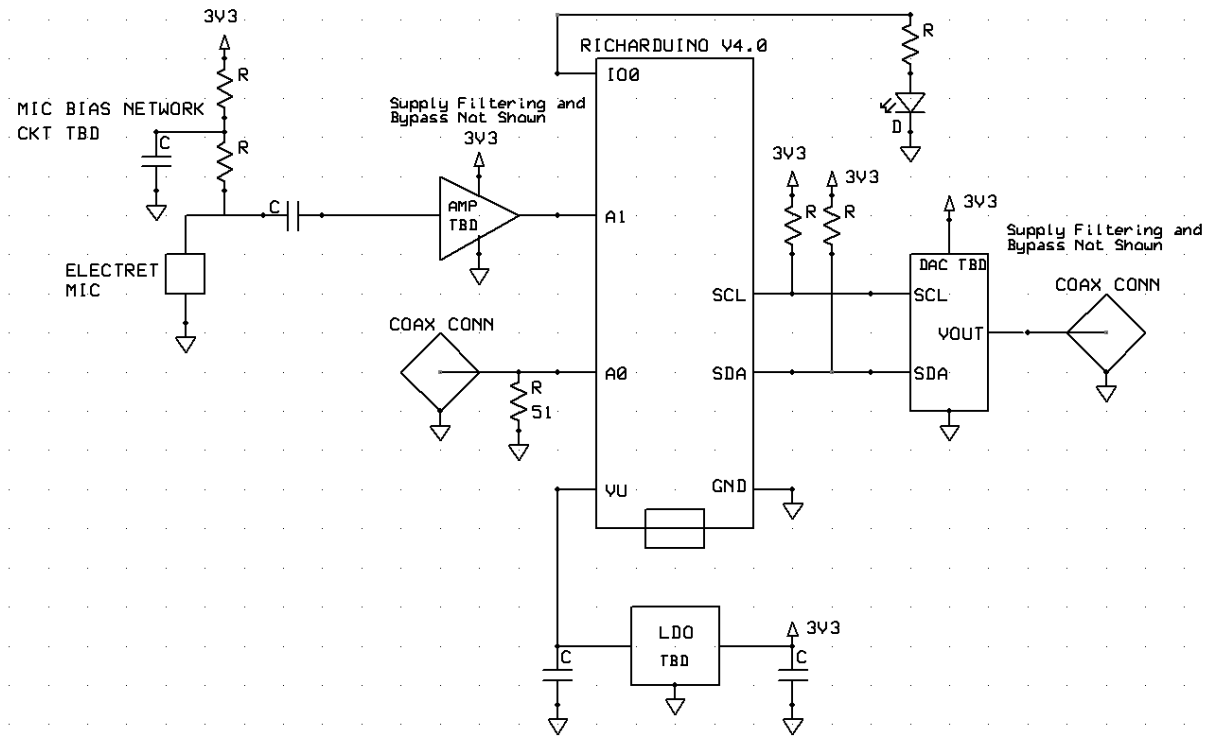 3V3
R
MIC BIAS NETWORK
CKT TBD
C
R
C
ELECTRET
MIC
Supply Filtering and
Bypass Not Shown
3V3
AMP
TBD
COAX CONN
R
51
RICHARDUINO V4.0
IO0
A1
SCL
A0
SDA
VU
GND
R
D
3V3
3V3
R
R
3V3
Supply Filtering and
Bypass Not Shown
DAC TBD
SCL
VOUT
SDA
COAX CONN
C
LDO
TBD
3V3
C